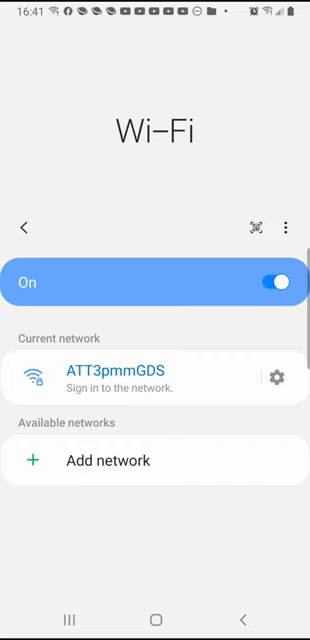 16:41
Wi-Fi
On
Current network
ATT3pmmGDS
Sign in to the network.
Available networks
Add network